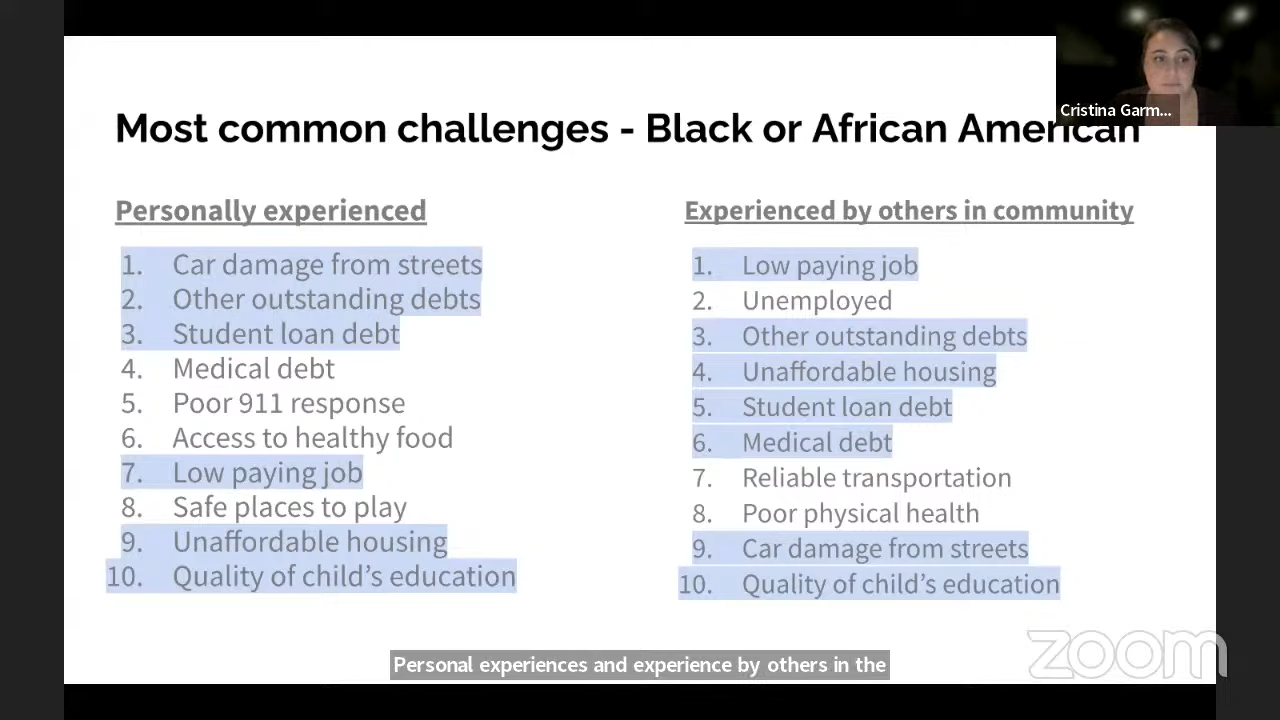 Cristina Garm...
Most common challenges - Black or African American
Personally experienced
1. Car damage from streets
2. Other outstanding debts
3. Student loan debt
4. Medical debt
5. Poor 911 response
6. Access to healthy food
7. Low paying job
8. Safe places to play
9. Unaffordable housing
10. Quality of child's education
Experienced by others in community
1. Low paying job
2. Unemployed
3. Other outstanding debts
4. Unaffordable housing
5. Student loan debt
6. Medical debt
7. Reliable transportation
8. Poor physical health
9. Car damage from streets
10. Quality of child's education
Personal experiences and experience by others in the
zoom